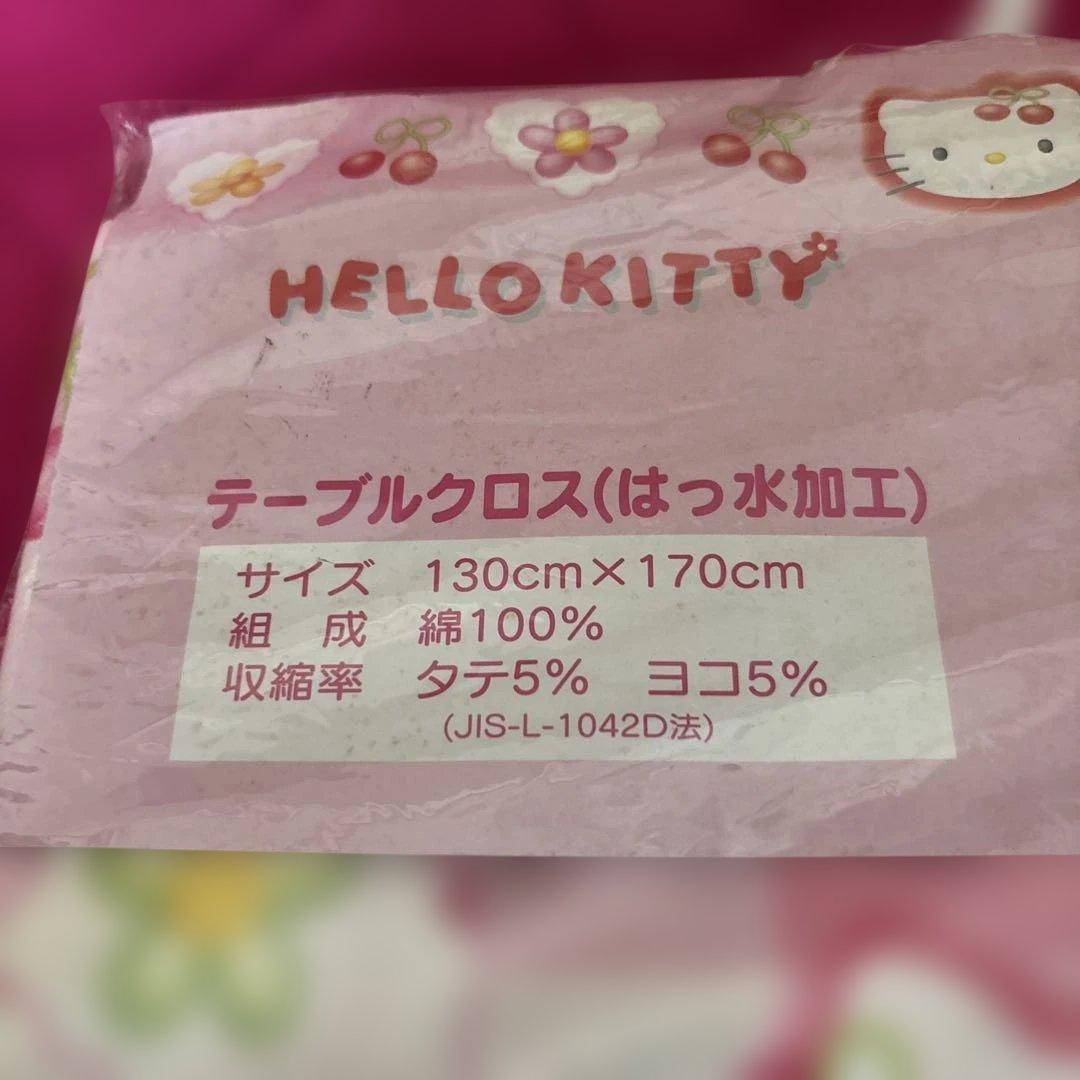 HELLO KITTY
テーブルクロス(はっ水加工)
サイズ 130cm×170cm
組 成 綿100%
収縮率 タテ5% ヨコ5%
(JIS-L-1042D法)